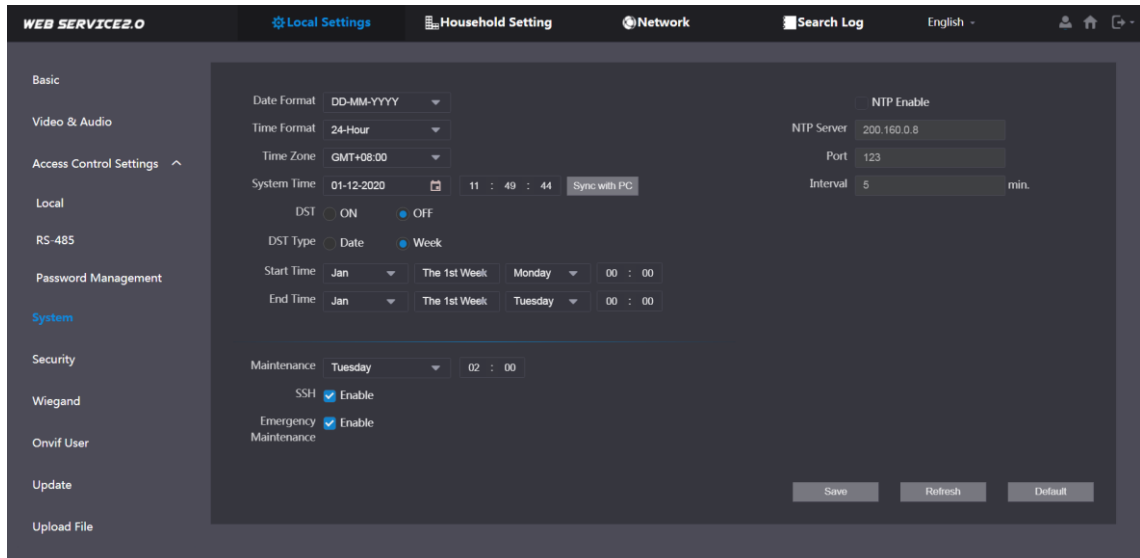 WEB SERVICE2.0 Local Settings Household Setting Network Search Log English
Basic
Video & Audio
Access Control Settings
Local
RS-485
Password Management
System
Security
Wiegand
Onvif User
Update
Upload File
Date Format DD-MM-YYYY
Time Format 24-Hour
Time Zone GMT+08:00
System Time 01-12-2020 11 : 49 : 44 Sync with PC
DST ON OFF
DST Type Date Week
Start Time Jan The 1st Week Monday 00 : 00
End Time Jan The 1st Week Tuesday 00 : 00
Maintenance Tuesday 02 : 00
SSH Enable
Emergency Enable
Maintenance
NTP Enable
NTP Server 200.160.0.8
Port 123
Interval 5 min.
Save Refresh Default